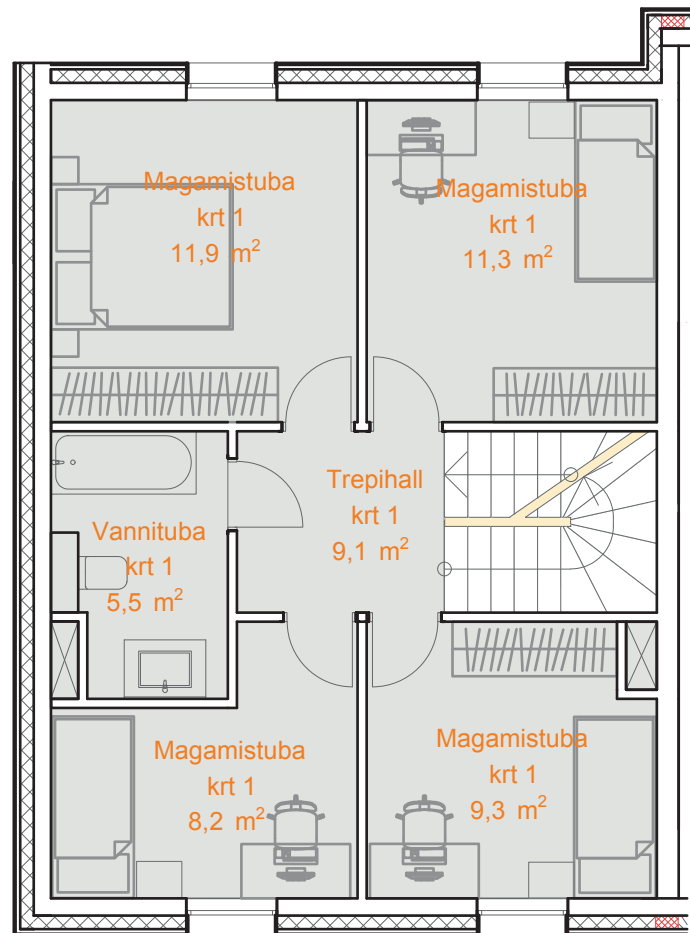 Magamistuba
krt 1
11,9 m²
Magamistuba
krt 1
11,3 m²
Trepihall
krt 1
9,1 m²
Vannituba
krt 1
5,5 m²
Magamistuba
krt 1
8,2 m²
Magamistuba
krt 1
9,3 m²